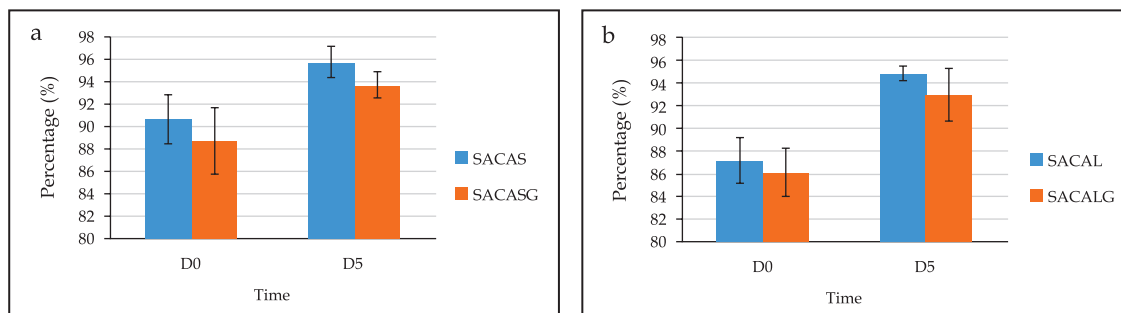 a
98
96
94
92
90
88
86
84
82
80
Percentage (%)
D0
D5
Time
SACAS
SACASG
b
98
96
94
92
90
88
86
84
82
80
Percentage (%)
D0
D5
Time
SACAL
SACALG